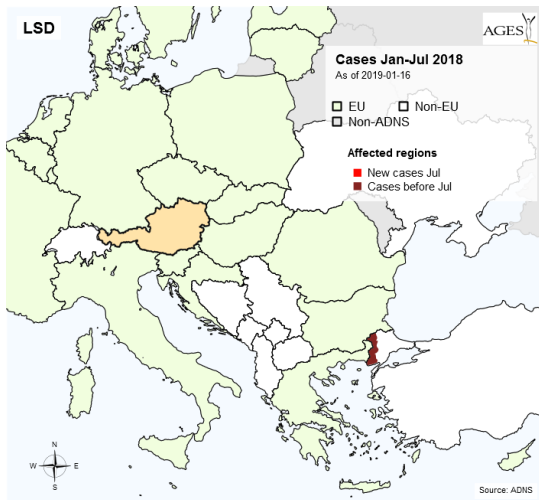 LSD
AGES
Cases Jan-Jul 2018
As of 2019-01-16
EU
Non-EU
Non-ADNS
Affected regions
New cases Jul
Cases before Jul
N
W
E
S
Source: ADNS